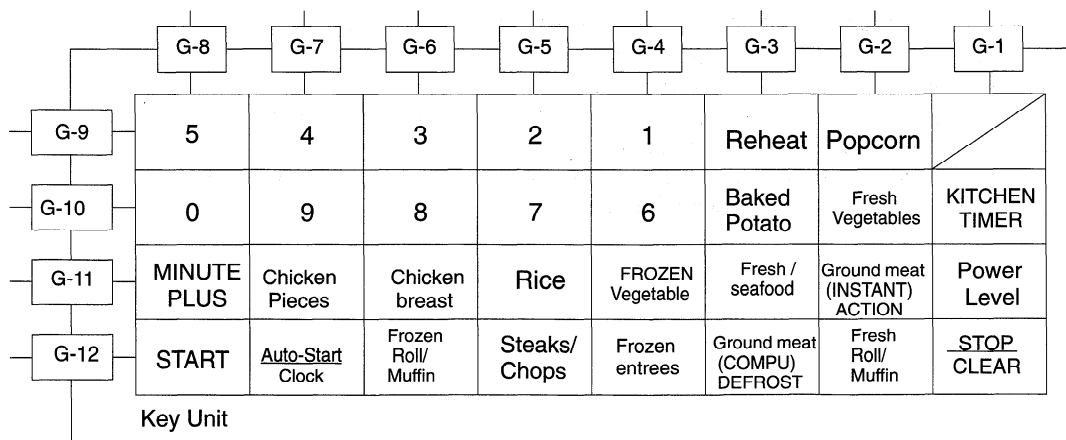 G-8 G-7 G-6 G-5 G-4 G-3 G-2 G-1
G-9 5 4 3 2 1 Reheat Popcorn
G-10 0 9 8 7 6 Baked Potato Fresh Vegetables KITCHEN TIMER
G-11 MINUTE PLUS Chicken Pieces Chicken breast Rice FROZEN Vegetable Fresh / seafood Ground meat (INSTANT) ACTION Power Level
G-12 START Auto-Start Clock Frozen Roll/ Muffin Steaks/ Chops Frozen entrees Ground meat (COMPU) DEFROST Fresh Roll/ Muffin STOP CLEAR
Key Unit